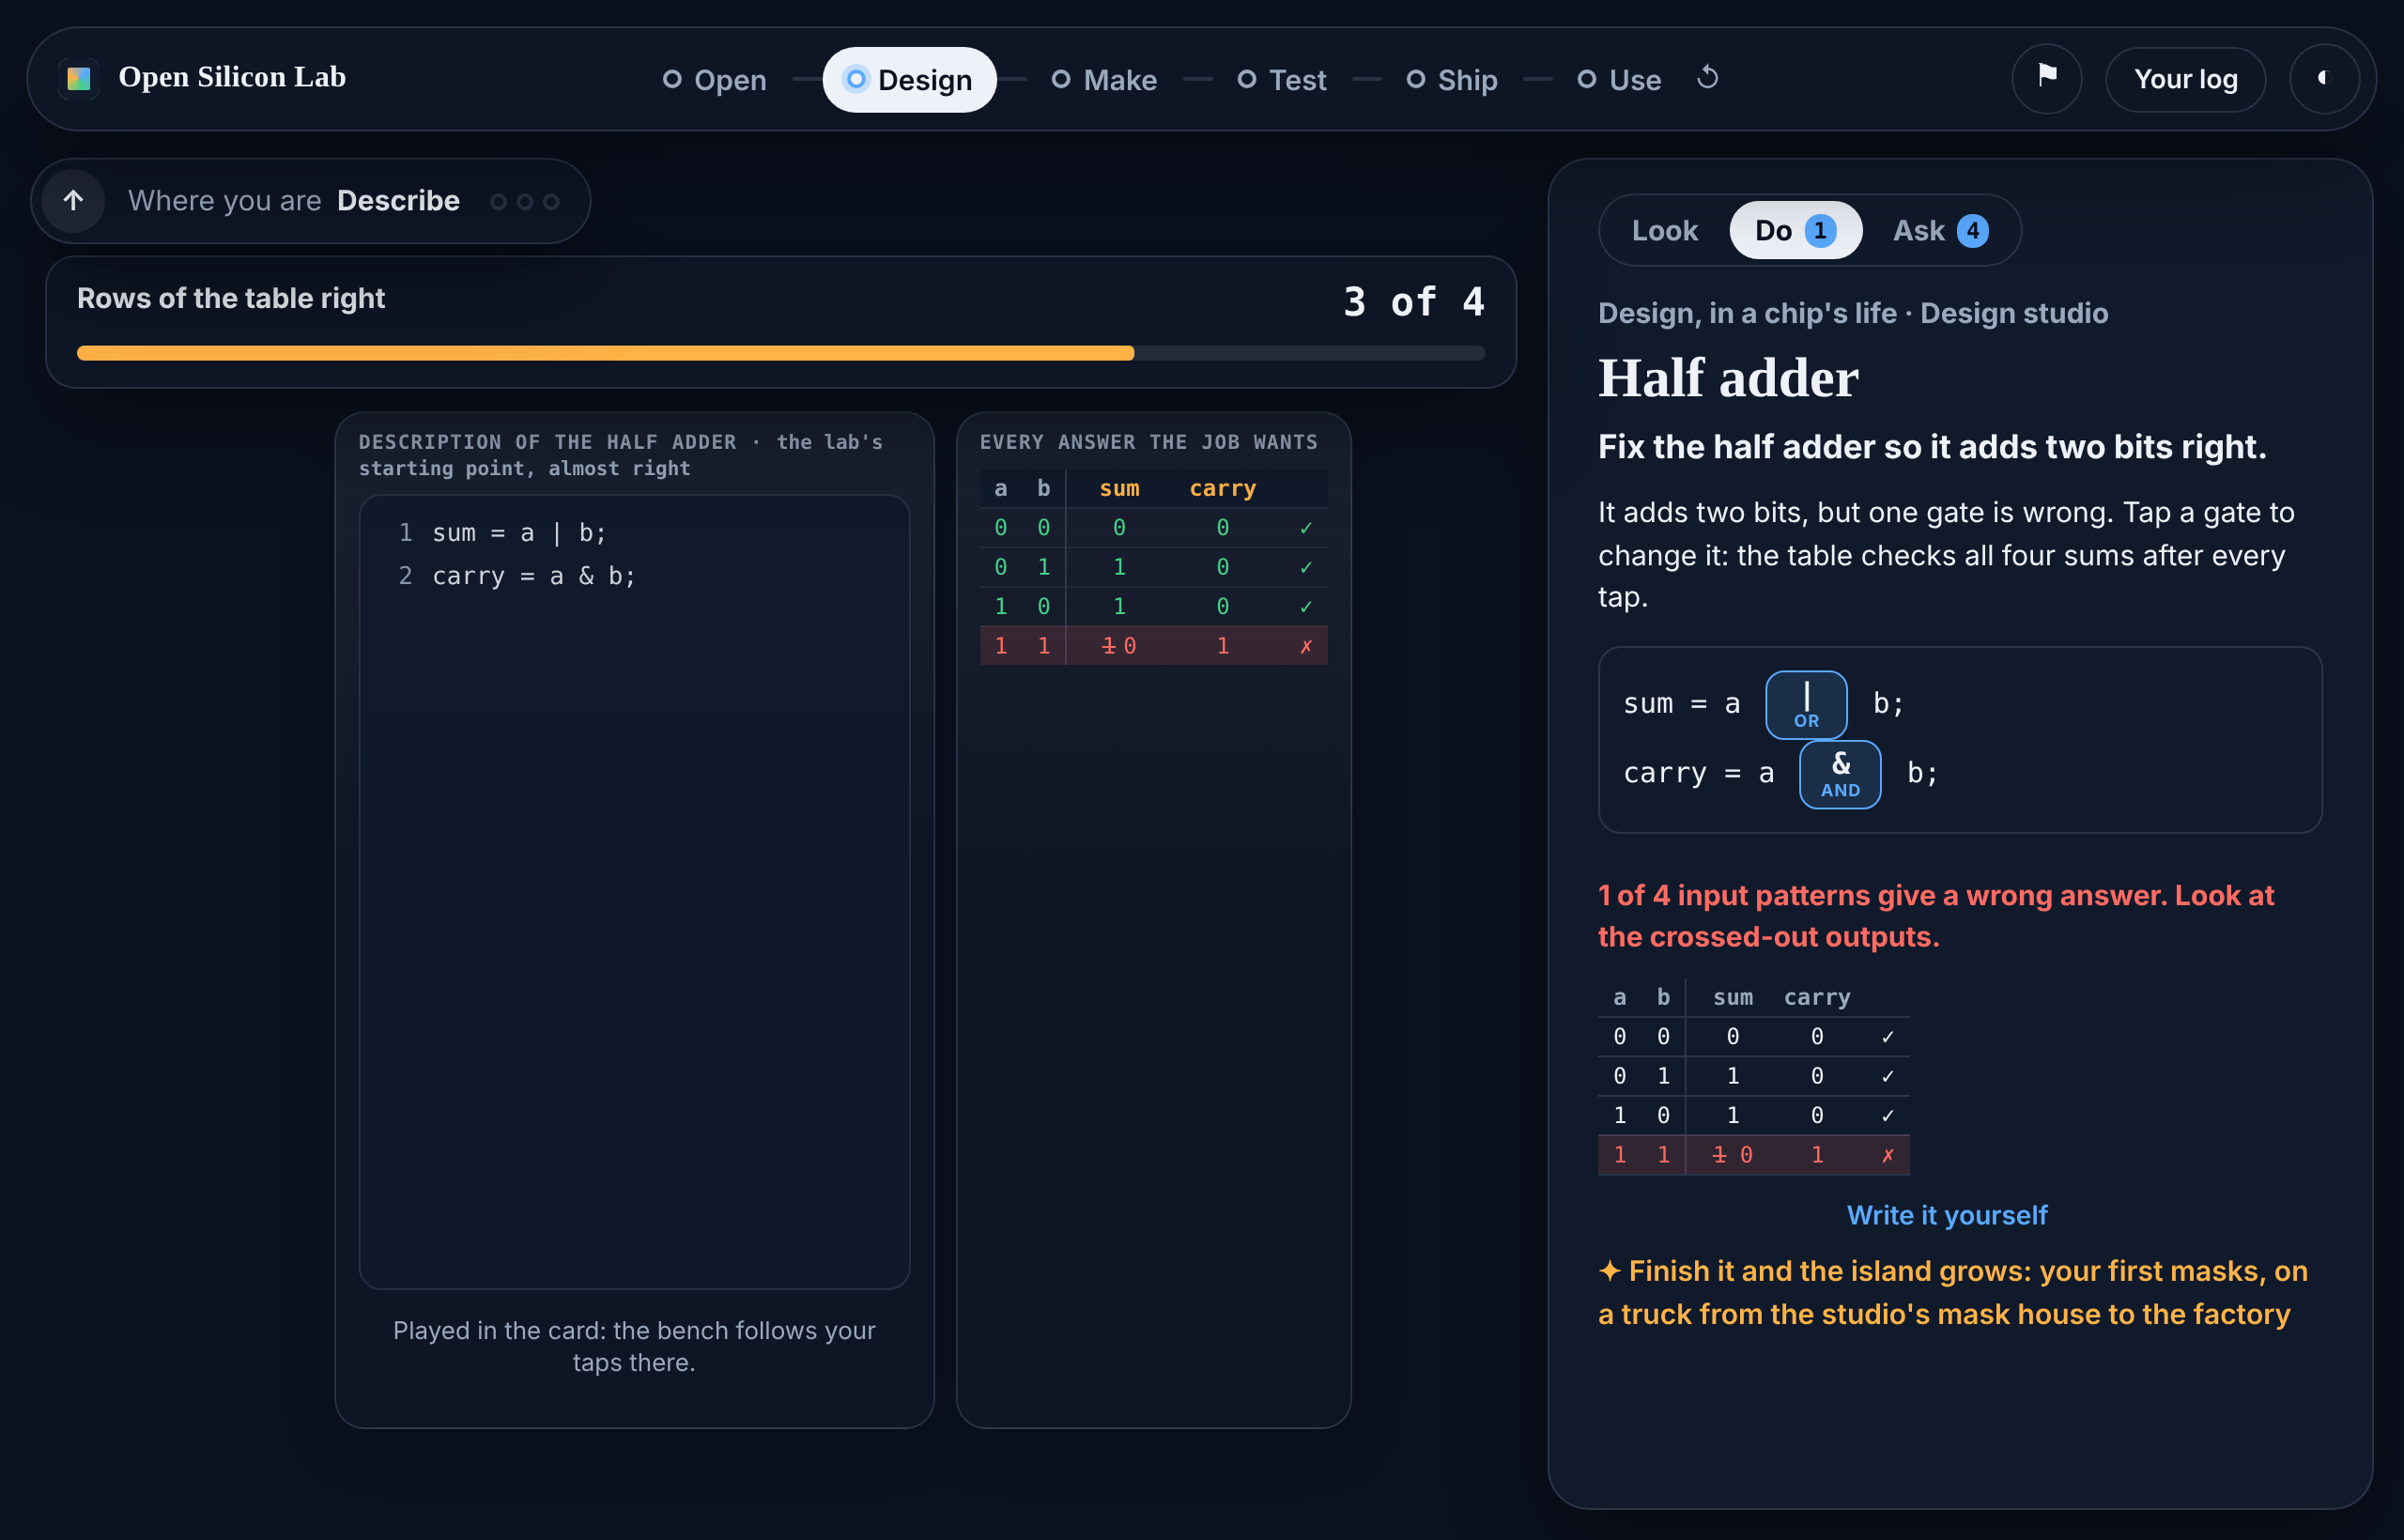 Open Silicon Lab
Open
Design
Make
Test
Ship
Use
Your log
Where you are Describe
Rows of the table right
3 of 4
DESCRIPTION OF THE HALF ADDER · the lab's
starting point, almost right
1 sum = a | b;
2 carry = a & b;
Played in the card: the bench follows your
taps there.
EVERY ANSWER THE JOB WANTS
a b sum carry
0 0 0 0 ✓
0 1 1 0 ✓
1 0 1 0 ✓
1 1 1 0 1 ✗
Look
Do 1
Ask 4
Design, in a chip's life · Design studio
Half adder
Fix the half adder so it adds two bits right.
It adds two bits, but one gate is wrong. Tap a gate to
change it: the table checks all four sums after every
tap.
sum = a | b;
OR
carry = a & b;
AND
1 of 4 input patterns give a wrong answer. Look at
the crossed-out outputs.
a b sum carry
0 0 0 0 ✓
0 1 1 0 ✓
1 0 1 0 ✓
1 1 1 0 1 ✗
Write it yourself
✦ Finish it and the island grows: your first masks, on
a truck from the studio's mask house to the factory